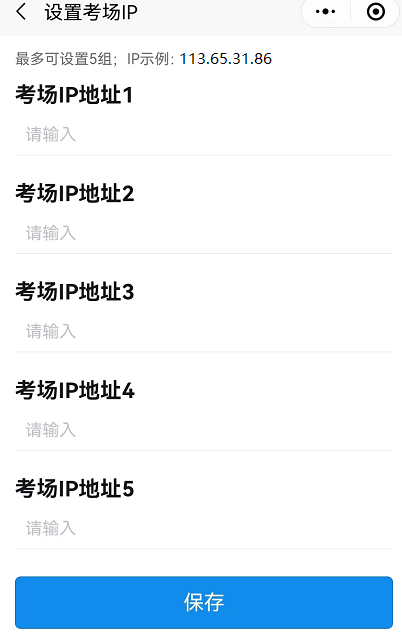 设置考场IP
最多可设置5组；IP示例: 113.65.31.86
考场IP地址1
请输入
考场IP地址2
请输入
考场IP地址3
请输入
考场IP地址4
请输入
考场IP地址5
请输入
保存